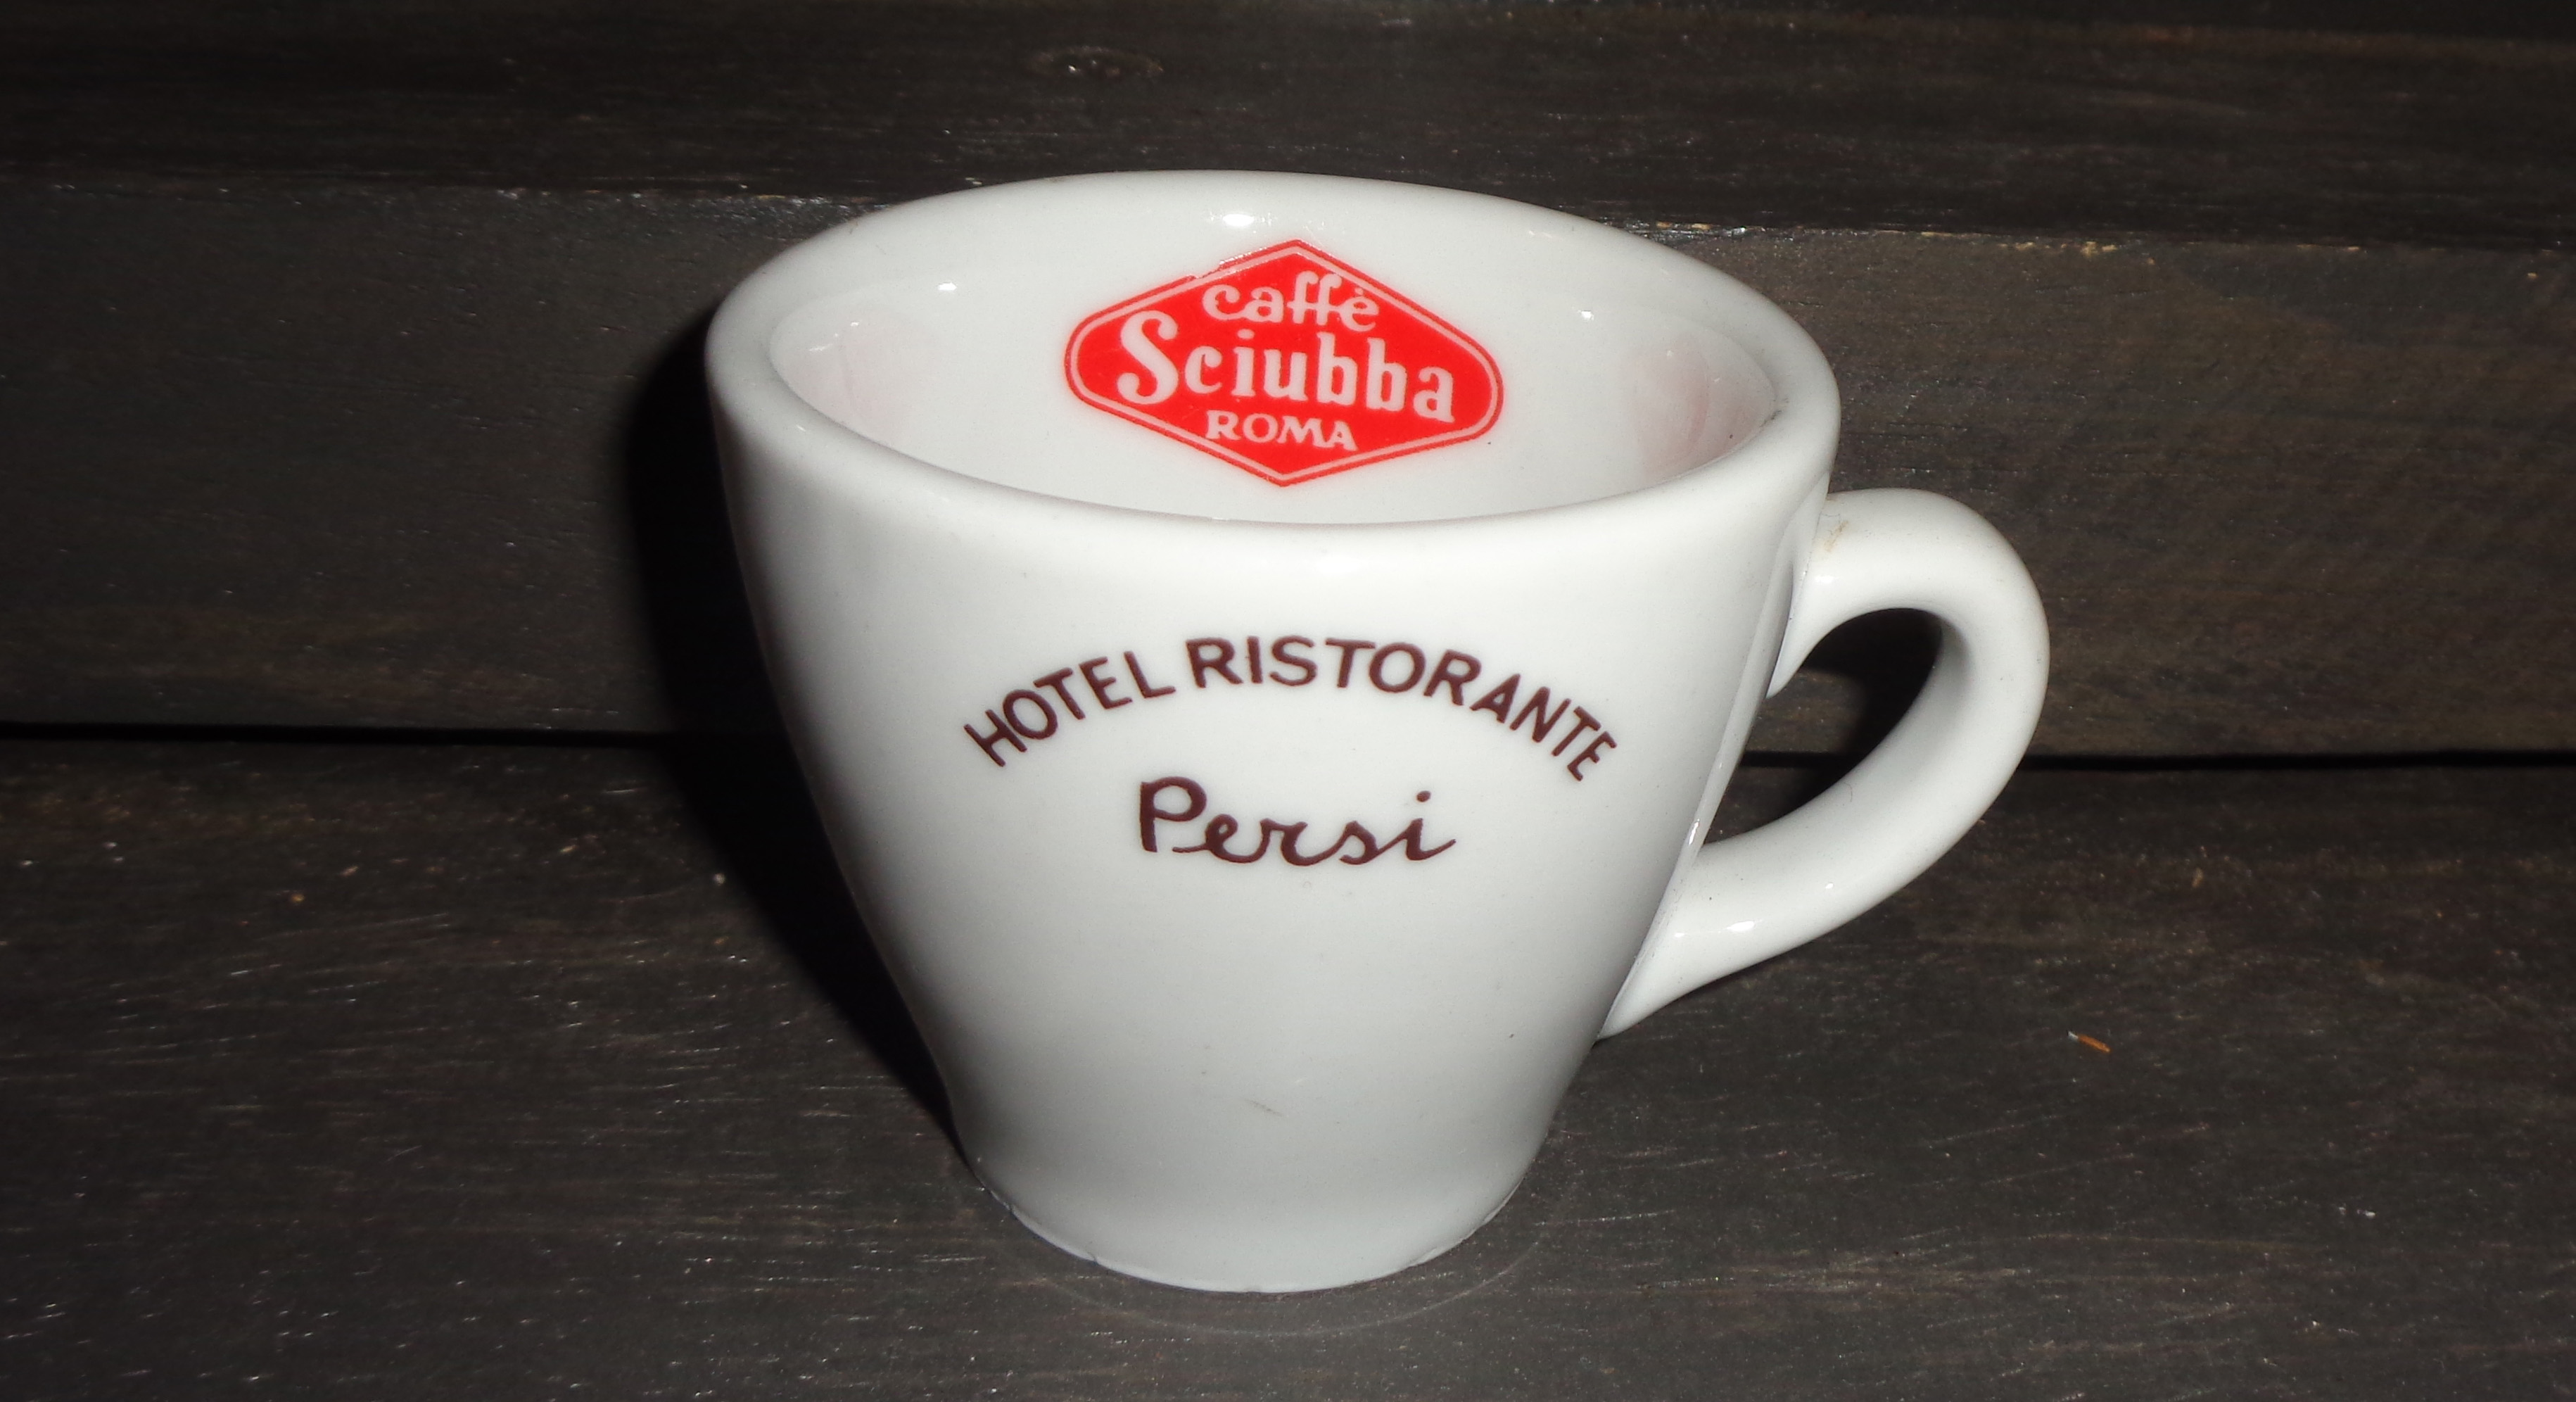 caffè
Sciubba
ROMA
HOTEL RISTORANTE
Persi